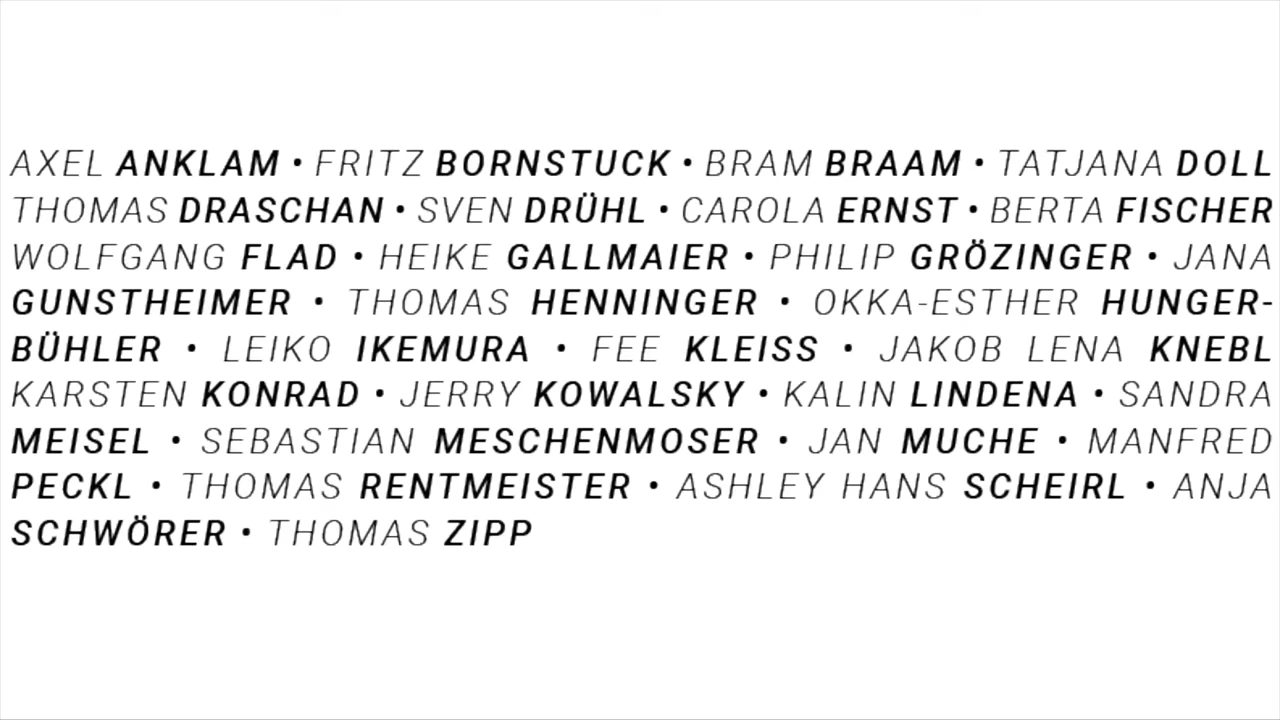 AXEL ANKLAM • FRITZ BORNSTUCK • BRAM BRAAM • TATJANA DOLL
THOMAS DRASCHAN • SVEN DRÜHL • CAROLA ERNST • BERTA FISCHER
WOLFGANG FLAD • HEIKE GALLMAIER • PHILIP GRÖZINGER • JANA
GUNSTHEIMER • THOMAS HENNINGER • OKKA-ESTHER HUNGER-
BÜHLER • LEIKO IKEMURA • FEE KLEISS • JAKOB LENA KNEBL
KARSTEN KONRAD • JERRY KOWALSKY • KALIN LINDENA • SANDRA
MEISEL • SEBASTIAN MESCHENMOSER • JAN MUCHE • MANFRED
PECKL • THOMAS RENTMEISTER • ASHLEY HANS SCHEIRL • ANJA
SCHWÖRER • THOMAS ZIPP